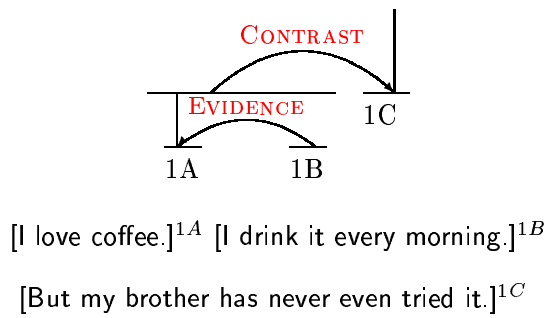 CONTRAST
EVIDENCE
1C
1A 1B
[I love coffee.]1A [I drink it every morning.]1B
[But my brother has never even tried it.]1C